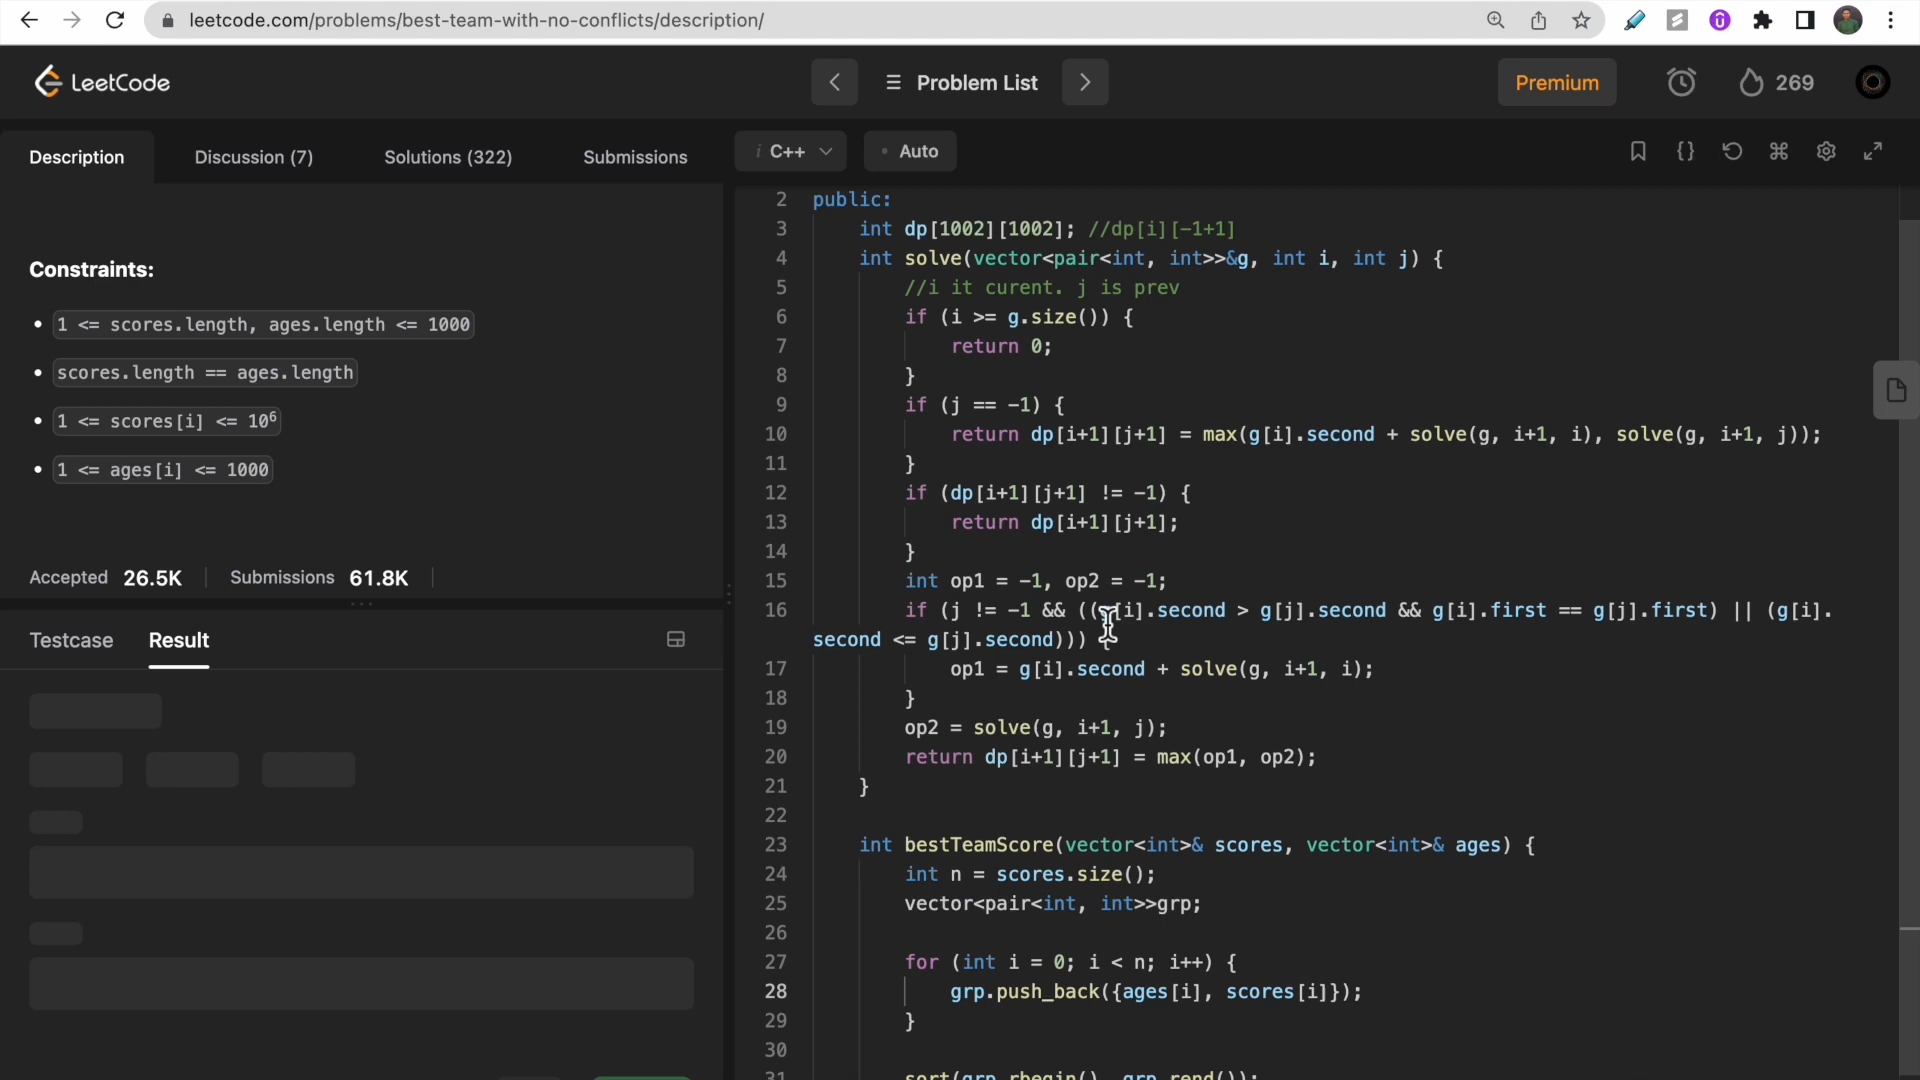 leetcode.com/problems/best-team-with-no-conflicts/description/
LeetCode
Problem List
Premium
269
Description
Discussion (7)
Solutions (322)
Submissions
i C++
Auto
Constraints:
1 <= scores.length, ages.length <= 1000
scores.length == ages.length
1 <= scores[i] <= 10⁶
1 <= ages[i] <= 1000
Accepted 26.5K
Submissions 61.8K
Testcase
Result
2 public:
3 int dp[1002][1002]; //dp[i][-1+1]
4 int solve(vector<pair<int, int>>&g, int i, int j) {
5 //i it curent. j is prev
6 if (i >= g.size()) {
7 return 0;
8 }
9 if (j == -1) {
10 return dp[i+1][j+1] = max(g[i].second + solve(g, i+1, i), solve(g, i+1, j));
11 }
12 if (dp[i+1][j+1] != -1) {
13 return dp[i+1][j+1];
14 }
15 int op1 = -1, op2 = -1;
16 if (j != -1 && ((g[i].second > g[j].second && g[i].first == g[j].first) || (g[i].
second <= g[j].second))) {
17 op1 = g[i].second + solve(g, i+1, i);
18 }
19 op2 = solve(g, i+1, j);
20 return dp[i+1][j+1] = max(op1, op2);
21 }
22
23 int bestTeamScore(vector<int>& scores, vector<int>& ages) {
24 int n = scores.size();
25 vector<pair<int, int>>grp;
26
27 for (int i = 0; i < n; i++) {
28 grp.push_back({ages[i], scores[i]});
29 }
30
31 sort(grp.rbegin(), grp.rend());